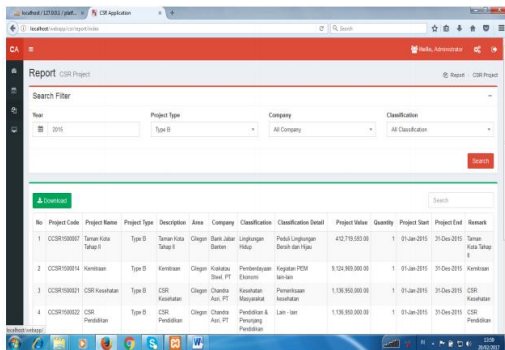 localhost | 127.0.0.1 / platf...
CSR Application
localhost/webapp/csr/report/index
Search
CA
Hello, Administrator
Report CSR Project
Report CSR Project
Search Filter
Year
Project Type
Company
Classification
2015
Type B
All Company
All Classification
Search
Download
Search
No Project Code Project Name Project Type Description Area Company Classification Classification Detail Project Value Quantity Project Start Project End Remark
1 CCSR1500007 Taman Kota Type B Taman Kota Cilegon Bank Jabar Lingkungan Peduli Lingkungan 412,719,593.00 1 01-Jan-2015 31-Des-2015 Taman
Tahap II Tahap II Banten Hidup Bersih dan Hijau Kota Tahap
II
2 CCSR1500014 Kemitraan Type B Kemitraan Cilegon Krakatau Pemberdayaan Kegiatan PEM 9,124,969,000.00 1 01-Jan-2015 31-Des-2015 Kemitraan
Steel, PT Ekonomi lain-lain
3 CCSR1500021 CSR Kesehatan Type B CSR Cilegon Chandra Kesehatan Pemeriksaan 1,136,950,000.00 1 01-Jan-2015 31-Des-2015 CSR
Kesehatan Asri, PT Masyarakat kesehatan Kesehatan
4 CCSR1500022 CSR Type B CSR Cilegon Chandra Pendidikan & Lain - lain 1,136,950,000.00 1 01-Jan-2015 31-Des-2015 CSR
Pendidikan Pendidikan Asri, PT Penunjang Pendidikan
Pendidikan
localhost/webapp/
13:59
20/02/2017